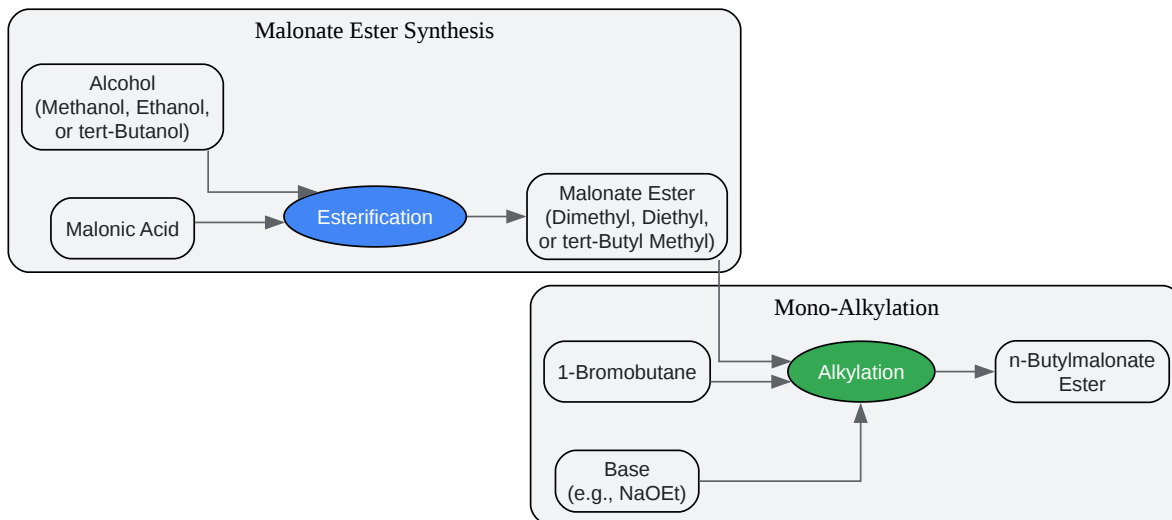 Malonate Ester Synthesis
Alcohol
(Methanol, Ethanol,
or tert-Butanol)
Malonic Acid
Esterification
Malonate Ester
(Dimethyl, Diethyl,
or tert-Butyl Methyl)
Mono-Alkylation
1-Bromobutane
Alkylation
n-Butylmalonate
Ester
Base
(e.g., NaOEt)